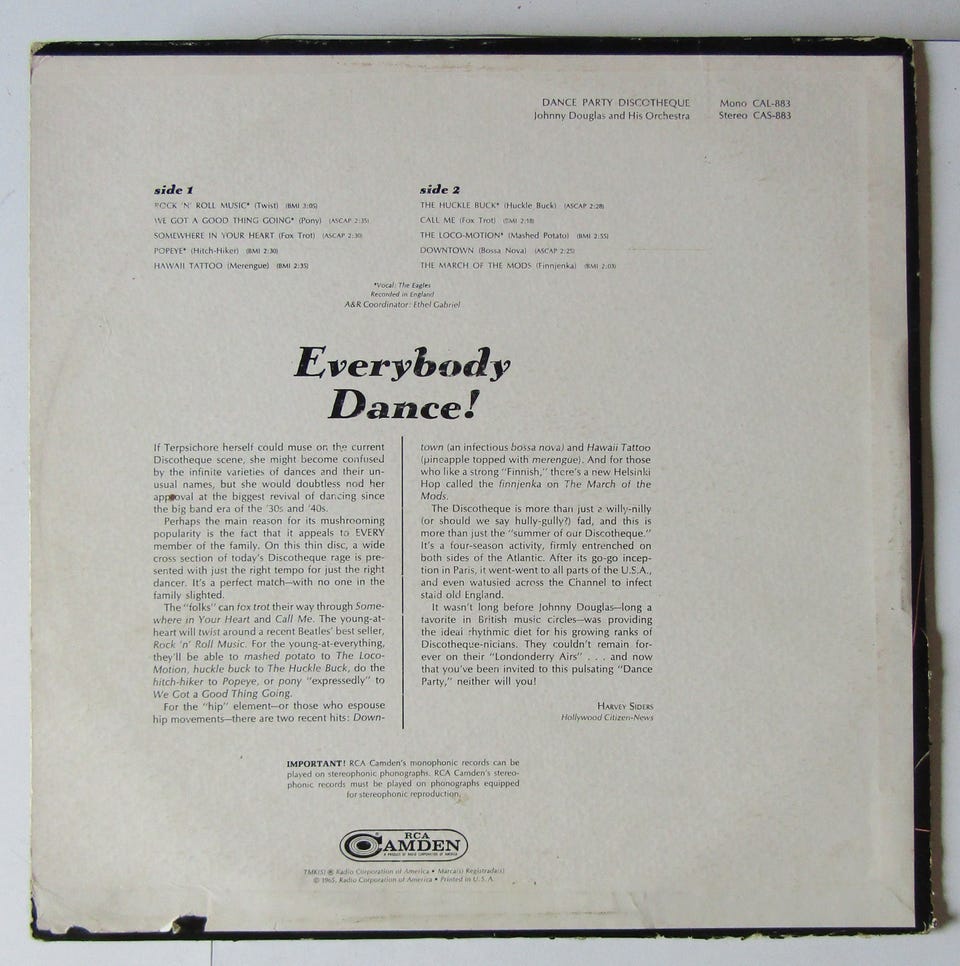 DANCE PARTY DISCOTHEQUE Mono CAL-883
Johnny Douglas and His Orchestra Stereo CAS-883
side 1
ROCK 'N' ROLL MUSIC* (Twist) (BMI 3:05)
WE GOT A GOOD THING GOING* (Pony) (ASCAP 2:35)
SOMEWHERE IN YOUR HEART (Fox Trot) (ASCAP 2:30)
POPEYE* (Hitch-Hiker) (BMI 2:30)
HAWAII TATTOO (Merengue) (BMI 2:35)
side 2
THE HUCKLE BUCK* (Huckle Buck) (ASCAP 2:28)
CALL ME (Fox Trot) (BMI 2:18)
THE LOCO-MOTION* (Mashed Potato) (BMI 2:55)
DOWNTOWN (Bossa Nova) (ASCAP 2:25)
THE MARCH OF THE MODS (Finnjenka) (BMI 2:03)
*Vocal: The Eagles
Recorded in England
A&R Coordinator: Ethel Gabriel
Everybody
Dance!
If Terpsichore herself could muse on the current
Discotheque scene, she might become confused
by the infinite varieties of dances and their un-
usual names, but she would doubtless nod her
approval at the biggest revival of dancing since
the big band era of the '30s and '40s.
Perhaps the main reason for its mushrooming
popularity is the fact that it appeals to EVERY
member of the family. On this thin disc, a wide
cross section of today's Discotheque rage is pre-
sented with just the right tempo for just the right
dancer. It's a perfect match—with no one in the
family slighted.
The "folks" can fox trot their way through Some-
where in Your Heart and Call Me. The young-at-
heart will twist around a recent Beatles' best seller,
Rock 'n' Roll Music. For the young-at-everything,
they'll be able to mashed potato to The Loco-
Motion, huckle buck to The Huckle Buck, do the
hitch-hiker to Popeye, or pony "expressedly" to
We Got a Good Thing Going.
For the "hip" element—or those who espouse
hip movements—there are two recent hits: Down-
town (an infectious bossa nova) and Hawaii Tattoo
(pineapple topped with merengue). And for those
who like a strong "Finnish," there's a new Helsinki
Hop called the finnjenka on The March of the
Mods.
The Discotheque is more than just a willy-nilly
(or should we say hully-gully?) fad, and this is
more than just the "summer of our Discotheque."
It's a four-season activity, firmly entrenched on
both sides of the Atlantic. After its go-go incep-
tion in Paris, it went-went to all parts of the U.S.A.,
and even watusied across the Channel to infect
staid old England.
It wasn't long before Johnny Douglas—long a
favorite in British music circles—was providing
the ideal rhythmic diet for his growing ranks of
Discotheque-nicians. They couldn't remain for-
ever on their "Londonderry Airs" . . . and now
that you've been invited to this pulsating "Dance
Party," neither will you!
HARVEY SIDERS
Hollywood Citizen-News
IMPORTANT! RCA Camden's monophonic records can be
played on stereophonic phonographs. RCA Camden's stereo-
phonic records must be played on phonographs equipped
for stereophonic reproduction.
RCA
CAMDEN
A PRODUCT OF RADIO CORPORATION OF AMERICA
TMK(S) ® Radio Corporation of America • Marca(s) Registrada(s)
© 1965, Radio Corporation of America • Printed in U.S.A.